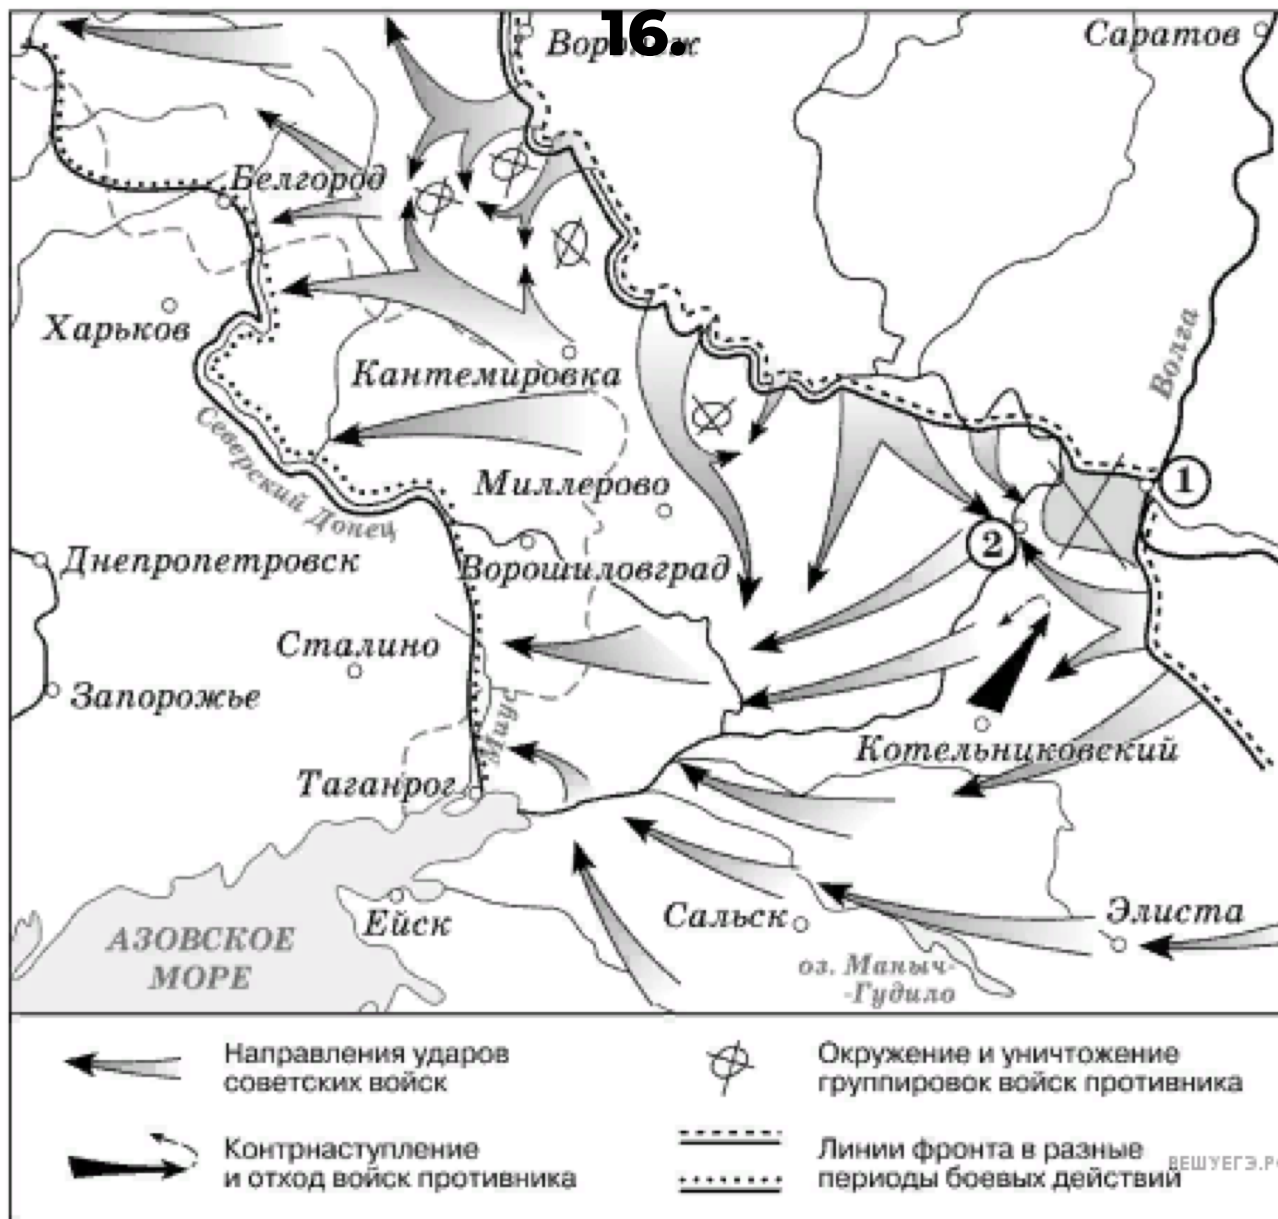 16.
Воронеж
Саратов
Белгород
Волга
Харьков
Кантемировка
Северский Донец
Миллерово
1
2
Днепропетровск
Ворошиловград
Сталино
Запорожье
Миус
Котельниковский
Таганрог
Ейск
Сальск
Элиста
АЗОВСКОЕ
МОРЕ
оз. Маныч-
-Гудило
Направления ударов
советских войск
Окружение и уничтожение
группировок войск противника
Контрнаступление
и отход войск противника
Линии фронта в разные
периоды боевых действий
РЕШУЕГЭ.РФ